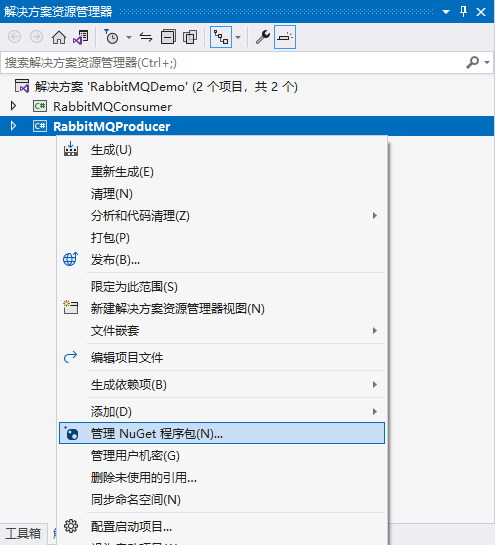 解决方案资源管理器
搜索解决方案资源管理器(Ctrl+;)
解决方案 'RabbitMQDemo' (2 个项目，共 2 个)
C# RabbitMQConsumer
C# RabbitMQProducer
生成(U)
重新生成(E)
清理(N)
分析和代码清理(Z)
打包(P)
发布(B)...
限定为此范围(S)
新建解决方案资源管理器视图(N)
文件嵌套
编辑项目文件
生成依赖项(B)
添加(D)
管理 NuGet 程序包(N)...
管理用户机密(G)
删除未使用的引用...
同步命名空间(N)
配置启动项目...
工具箱